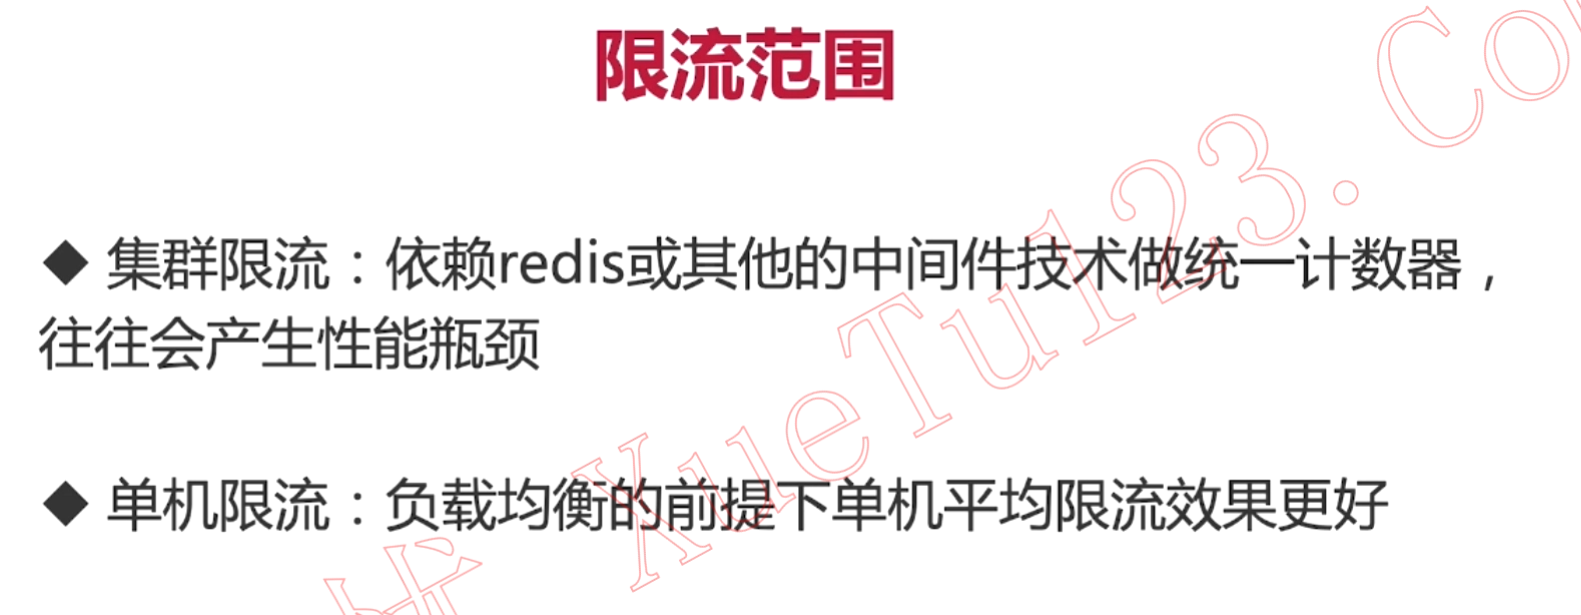 限流范围
◆ 集群限流：依赖redis或其他的中间件技术做统一计数器，
往往会产生性能瓶颈
◆ 单机限流：负载均衡的前提下单机平均限流效果更好
XueTu123.Co